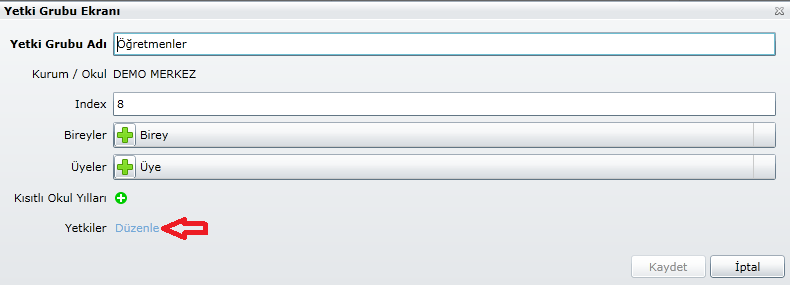 Yetki Grubu Ekranı
Yetki Grubu Adı Öğretmenler
Kurum / Okul DEMO MERKEZ
Index 8
Bireyler Birey
Üyeler Üye
Kısıtlı Okul Yılları
Yetkiler Düzenle
Kaydet İptal